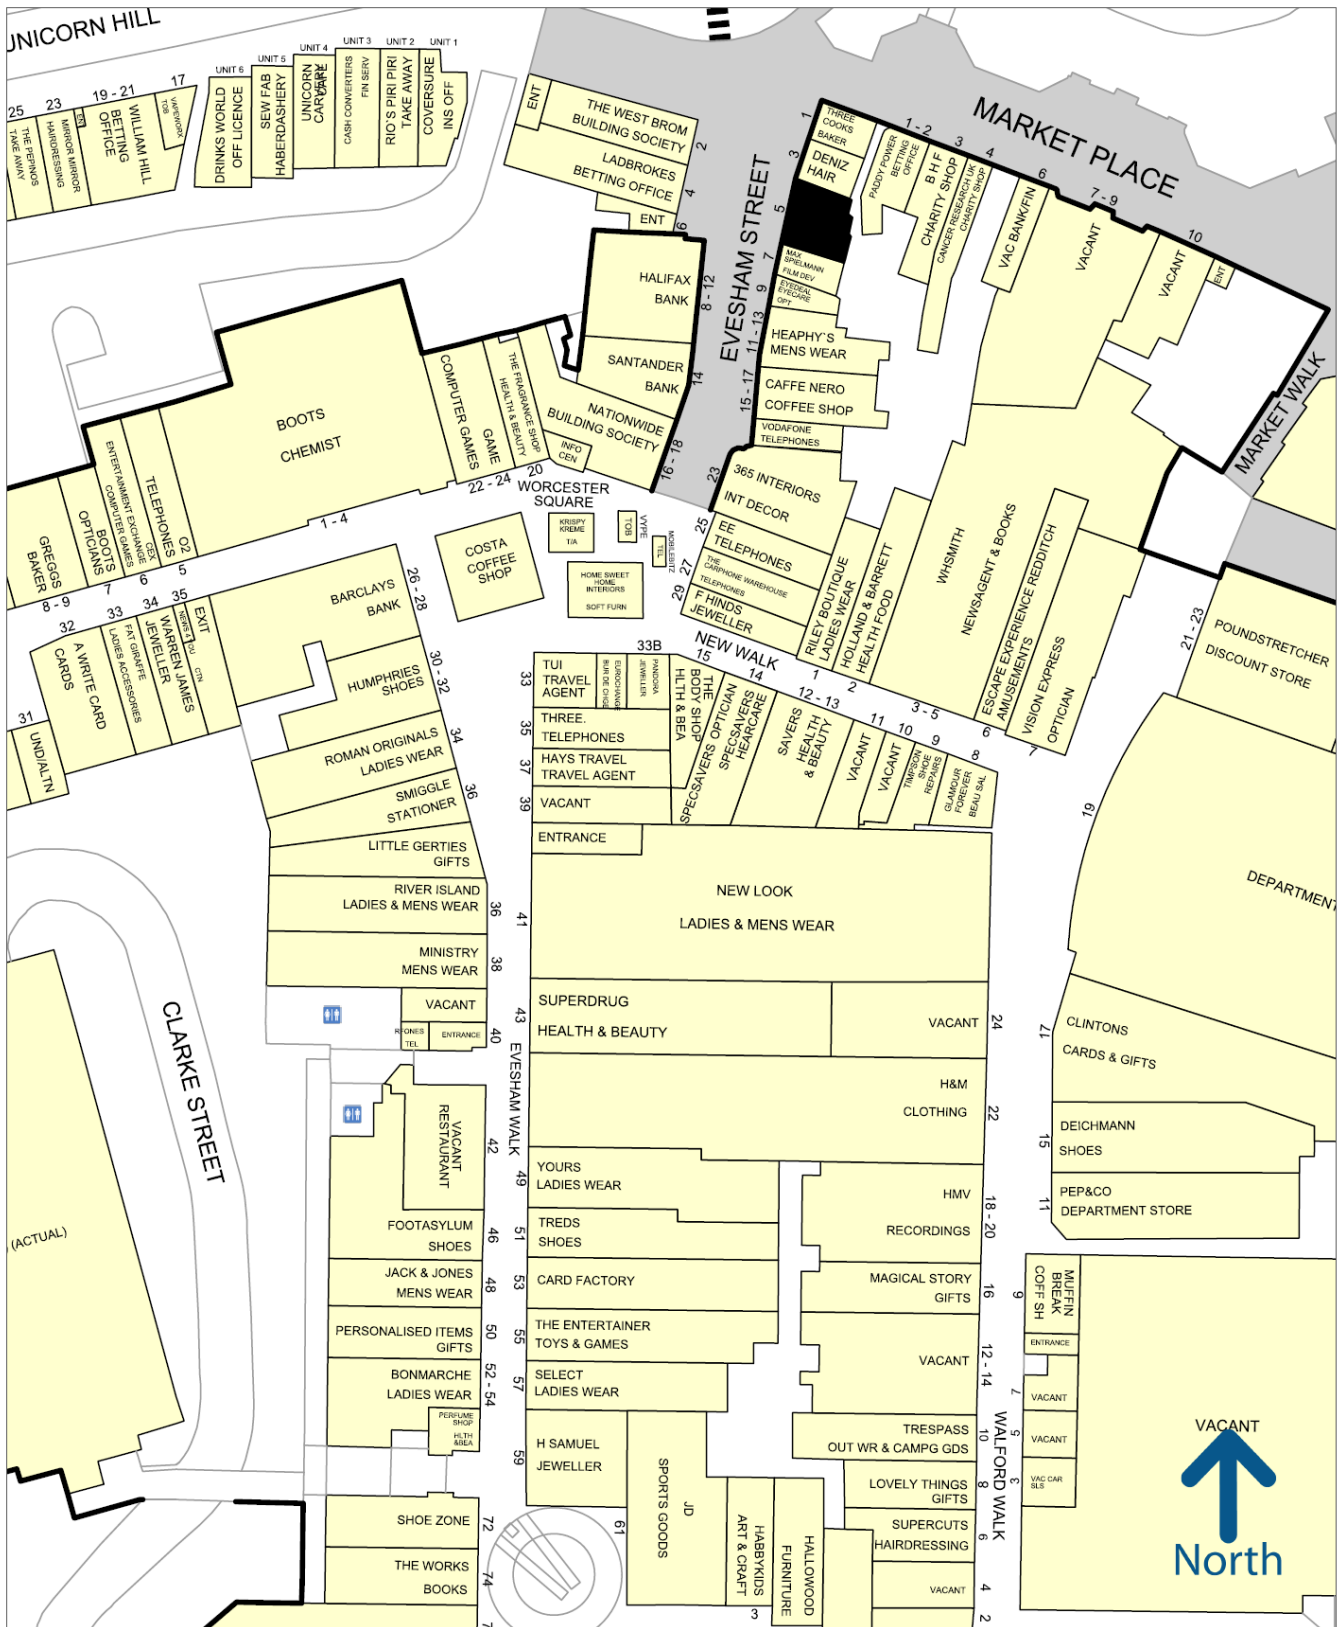 UNICORN HILL
UNIT 6
UNIT 5
UNIT 4
UNIT 3
UNIT 2
UNIT 1
DRINKS WORLD
OFF LICENCE
SEW FAB
HABERDASHERY
UNICORN
CARVERY
CAFE
CASH CONVERTERS
FIN SERV
RIO'S PIRI PIRI
TAKE AWAY
COVERSURE
INS OFF
25
23
19 - 21
17
THE PEPINOS
TAKE AWAY
MIRROR MIRROR
HAIRDRESSING
ENT
WILLIAM HILL
BETTING
OFFICE
VAPEWORX
TOB
ENT
THE WEST BROM
BUILDING SOCIETY
2
LADBROKES
BETTING OFFICE
4
ENT
6
HALIFAX
BANK
8 - 12
SANTANDER
BANK
14
NATIONWIDE
BUILDING SOCIETY
16 - 18
INFO
CEN
EVESHAM STREET
MARKET PLACE
MARKET WALK
1
THREE
COOKS
BAKER
3
DENIZ
HAIR
5
7
MAX
SPIELMANN
FILM DEV
9
EYEDEAL
EYECARE
OPT
11 - 13
HEAPHY`S
MENS WEAR
15 - 17
CAFFE NERO
COFFEE SHOP
VODAFONE
TELEPHONES
23
365 INTERIORS
INT DECOR
25
EE
TELEPHONES
27
THE
CARPHONE WAREHOUSE
TELEPHONES
29
F HINDS
JEWELLER
1 - 2
PADDY POWER
BETTING
OFFICE
3
B H F
CHARITY SHOP
4
CANCER RESEARCH UK
CHARITY SHOP
6
VAC BANK/FIN
7 - 9
VACANT
10
VACANT
ENT
BOOTS
CHEMIST
1 - 4
COMPUTER GAMES
GAME
22 - 24
THE FRAGRANCE SHOP
HEALTH & BEAUTY
20
WORCESTER
SQUARE
GREGGS
BAKER
8 - 9
BOOTS
OPTICIANS
7
ENTERTAINMENT EXCHANGE
COMPUTER GAMES
CEX
6
TELEPHONES
O2
5
COSTA
COFFEE
SHOP
KRISPY
KREME
T/A
TOB
VYPE
TEL
MOBILEBITZ
HOME SWEET
HOME
INTERIORS
SOFT FURN
31
UND/ALTN
32
A WRITE CARD
CARDS
33
FAT GIRAFFE
LADIES ACCESSORIES
34
WARREN JAMES
JEWELLER
35
NEWS 4 YOU
CTN
EXIT
BARCLAYS
BANK
26 - 28
HUMPHRIES
SHOES
30 - 32
ROMAN ORIGINALS
LADIES WEAR
34
SMIGGLE
STATIONER
36
LITTLE GERTIES
GIFTS
RIVER ISLAND
LADIES & MENS WEAR
36
MINISTRY
MENS WEAR
38
VACANT
RFONES
TEL
ENTRANCE
40
VACANT
RESTAURANT
42
FOOTASYLUM
SHOES
46
JACK & JONES
MENS WEAR
48
PERSONALISED ITEMS
GIFTS
50
BONMARCHE
LADIES WEAR
52 - 54
PERFUME
SHOP
HLTH
&BEA
SHOE ZONE
72
THE WORKS
BOOKS
74
7
CLARKE STREET
(ACTUAL)
NEW WALK
RILEY BOUTIQUE
LADIES WEAR
1
HOLLAND & BARRETT
HEALTH FOOD
2
WHSMITH
NEWSAGENT & BOOKS
3 - 5
ESCAPE EXPERIENCE REDDITCH
AMUSEMENTS
6
VISION EXPRESS
OPTICIAN
7
33
TUI
TRAVEL
AGENT
EUROCHANGE
BUR DE CHGE
33B
PANDORA
JEWELLER
35
THREE.
TELEPHONES
37
HAYS TRAVEL
TRAVEL AGENT
39
VACANT
15
THE
BODY SHOP
HLTH & BEA
14
SPECSAVERS OPTICIAN
SPECSAVERS
HEARCARE
12 - 13
SAVERS
HEALTH
& BEAUTY
11
VACANT
10
VACANT
9
TIMPSON
SHOE
REPAIRS
8
GLAMOUR
FOREVER
BEAU SAL
ENTRANCE
41
NEW LOOK
LADIES & MENS WEAR
43
SUPERDRUG
HEALTH & BEAUTY
VACANT
24
EVESHAM WALK
H&M
CLOTHING
22
49
YOURS
LADIES WEAR
HMV
RECORDINGS
18 - 20
51
TREDS
SHOES
53
CARD FACTORY
MAGICAL STORY
GIFTS
16
55
THE ENTERTAINER
TOYS & GAMES
VACANT
12 - 14
57
SELECT
LADIES WEAR
59
H SAMUEL
JEWELLER
61
JD
SPORTS GOODS
HABBYKIDS
ART & CRAFT
3
HALLOWOOD
FURNITURE
TRESPASS
OUT WR & CAMPG GDS
10
LOVELY THINGS
GIFTS
8
SUPERCUTS
HAIRDRESSING
6
VACANT
4
2
WALFORD WALK
21 - 23
POUNDSTRETCHER
DISCOUNT STORE
19
DEPARTMENT
17
CLINTONS
CARDS & GIFTS
15
DEICHMANN
SHOES
11
PEP&CO
DEPARTMENT STORE
9
MUFFIN
BREAK
COFF SH
ENTRANCE
7
VACANT
5
VACANT
3
VAC CAR
SLS
VACANT
North